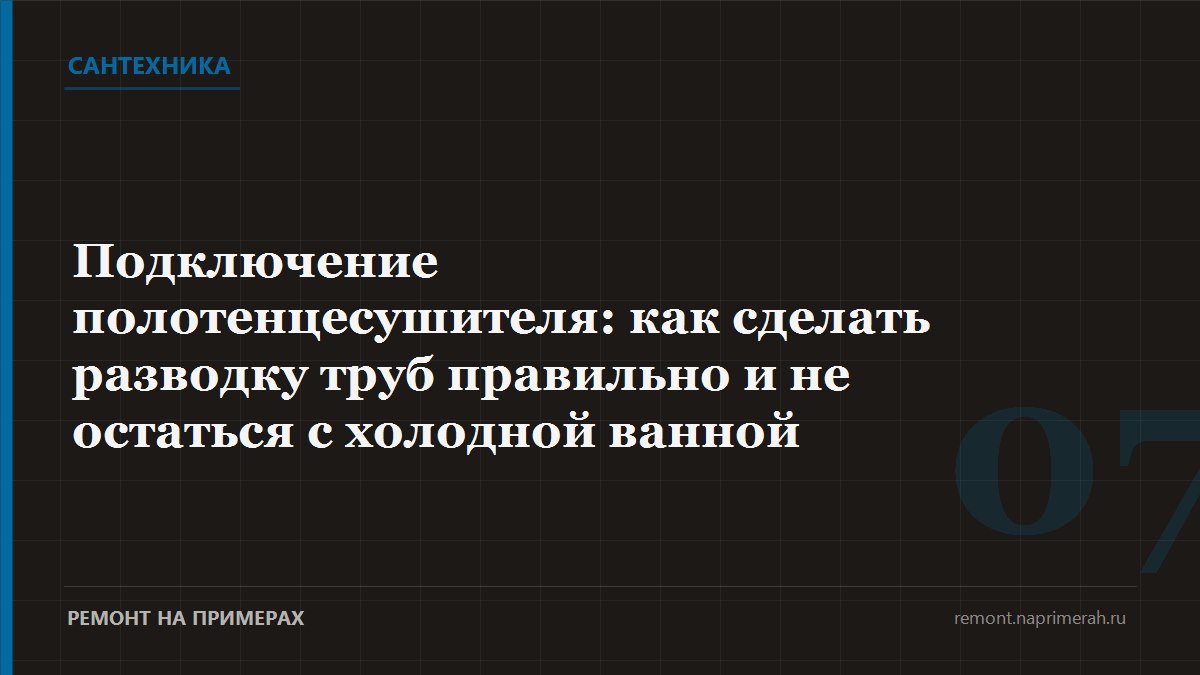 САНТЕХНИКА
Подключение
полотенцесушителя: как сделать
разводку труб правильно и не
остаться с холодной ванной
07
РЕМОНТ НА ПРИМЕРАХ
remont.naprimerah.ru